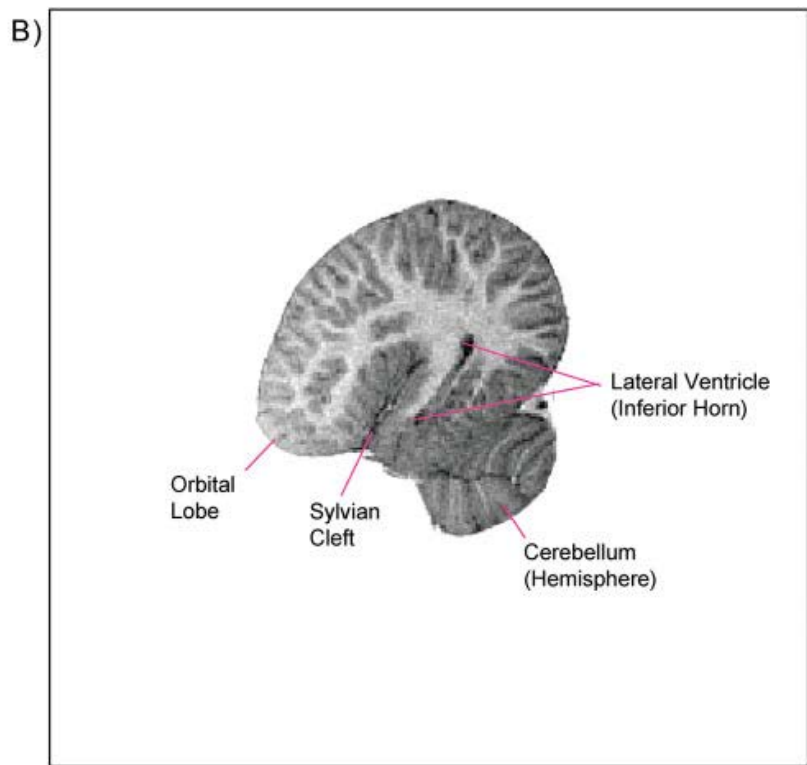 B)
Lateral Ventricle
(Inferior Horn)
Orbital
Lobe
Sylvian
Cleft
Cerebellum
(Hemisphere)